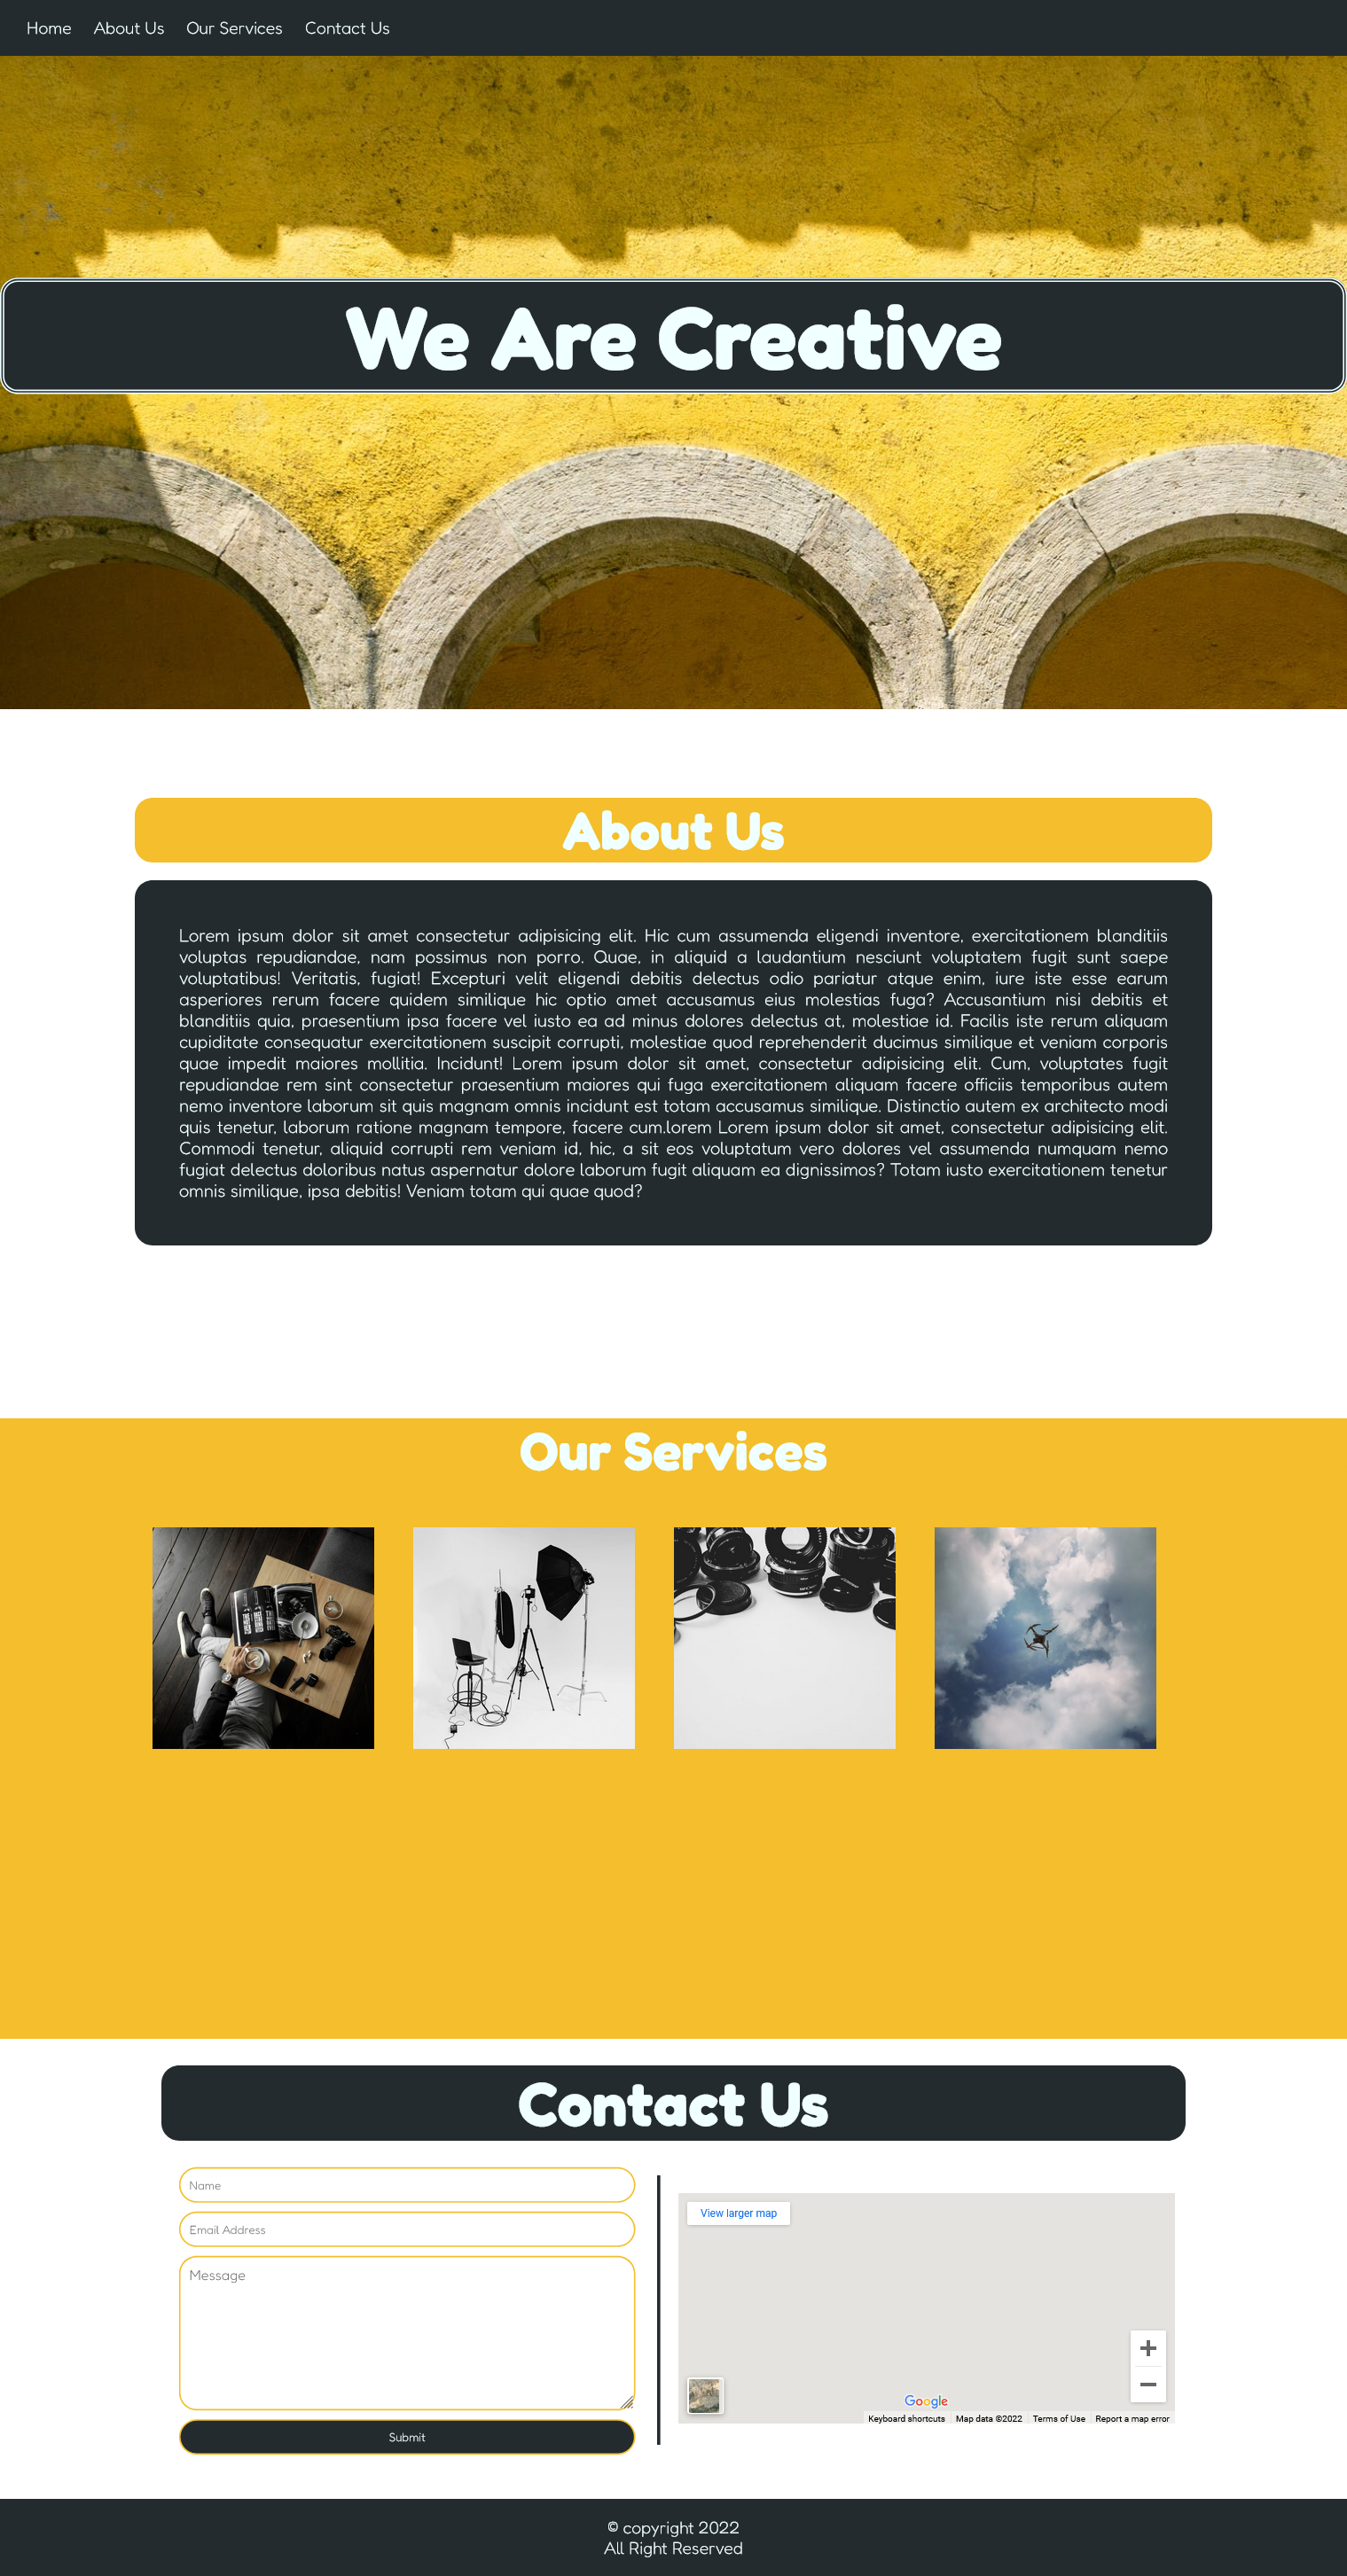 Home About Us Our Services Contact Us
We Are Creative
About Us
Lorem ipsum dolor sit amet consectetur adipisicing elit. Hic cum assumenda eligendi inventore, exercitationem blanditiis
voluptas repudiandae, nam possimus non porro. Quae, in aliquid a laudantium nesciunt voluptatem fugit sunt saepe
voluptatibus! Veritatis, fugiat! Excepturi velit eligendi debitis delectus odio pariatur atque enim, iure iste esse earum
asperiores rerum facere quidem similique hic optio amet accusamus eius molestias fuga? Accusantium nisi debitis et
blanditiis quia, praesentium ipsa facere vel iusto ea ad minus dolores delectus at, molestiae id. Facilis iste rerum aliquam
cupiditate consequatur exercitationem suscipit corrupti, molestiae quod reprehenderit ducimus similique et veniam corporis
quae impedit maiores mollitia. Incidunt! Lorem ipsum dolor sit amet, consectetur adipisicing elit. Cum, voluptates fugit
repudiandae rem sint consectetur praesentium maiores qui fuga exercitationem aliquam facere officiis temporibus autem
nemo inventore laborum sit quis magnam omnis incidunt est totam accusamus similique. Distinctio autem ex architecto modi
quis tenetur, laborum ratione magnam tempore, facere cum.lorem Lorem ipsum dolor sit amet, consectetur adipisicing elit.
Commodi tenetur, aliquid corrupti rem veniam id, hic, a sit eos voluptatum vero dolores vel assumenda numquam nemo
fugiat delectus doloribus natus aspernatur dolore laborum fugit aliquam ea dignissimos? Totam iusto exercitationem tenetur
omnis similique, ipsa debitis! Veniam totam qui quae quod?
Our Services
Contact Us
Name
Email Address
Message
Submit
View larger map
Google
Keyboard shortcuts Map data ©2022 Terms of Use Report a map error
© copyright 2022
All Right Reserved